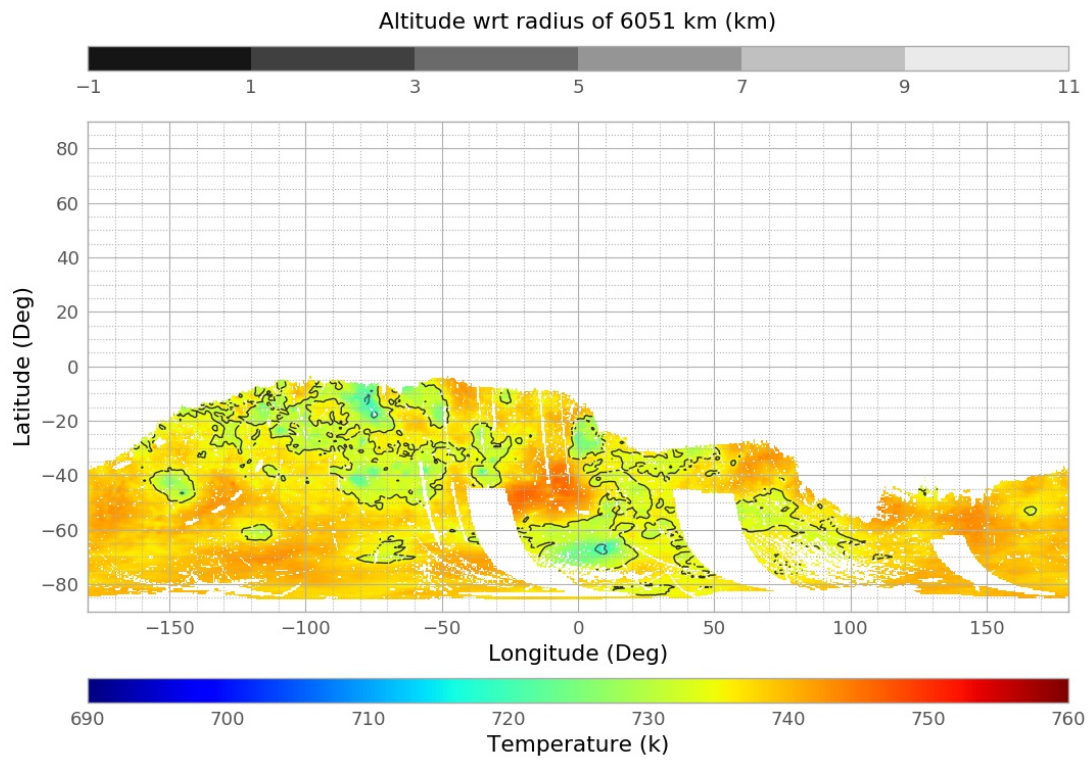 Altitude wrt radius of 6051 km (km)
−1 1 3 5 7 9 11
80
60
40
20
0
−20
−40
−60
−80
Latitude (Deg)
−150 −100 −50 0 50 100 150
Longitude (Deg)
690 700 710 720 730 740 750 760
Temperature (k)